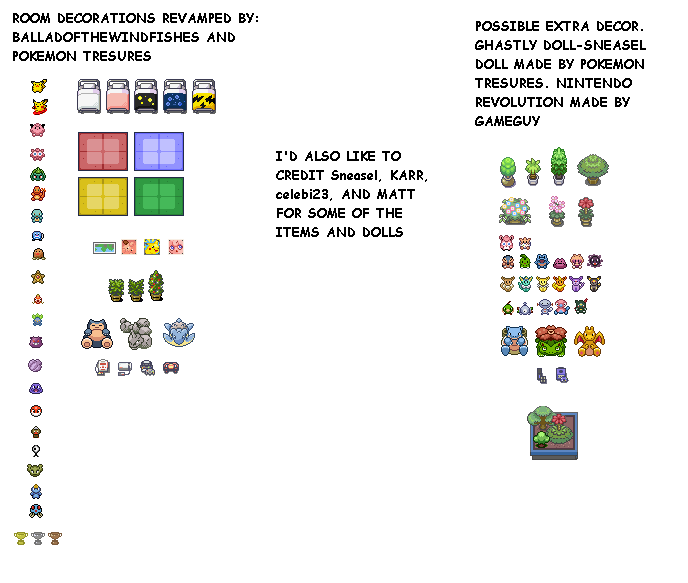 ROOM DECORATIONS REVAMPED BY:
BALLADOFTHEWINDFISHES AND
POKEMON TRESURES
POSSIBLE EXTRA DECOR.
GHASTLY DOLL-SNEASEL
DOLL MADE BY POKEMON
TRESURES. NINTENDO
REVOLUTION MADE BY
GAMEGUY
I'D ALSO LIKE TO
CREDIT Sneasel, KARR,
celebi23, AND MATT
FOR SOME OF THE
ITEMS AND DOLLS